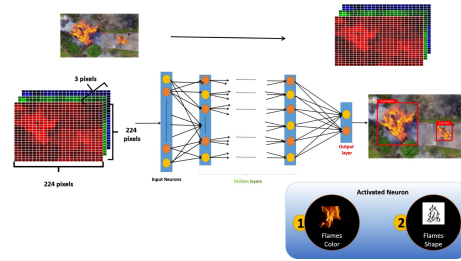 3 pixels
224
pixels
224 pixels
Input Neurons
Hidden layers
Output
layer
Activated Neuron
1
Flames
Color
2
Flames
Shape